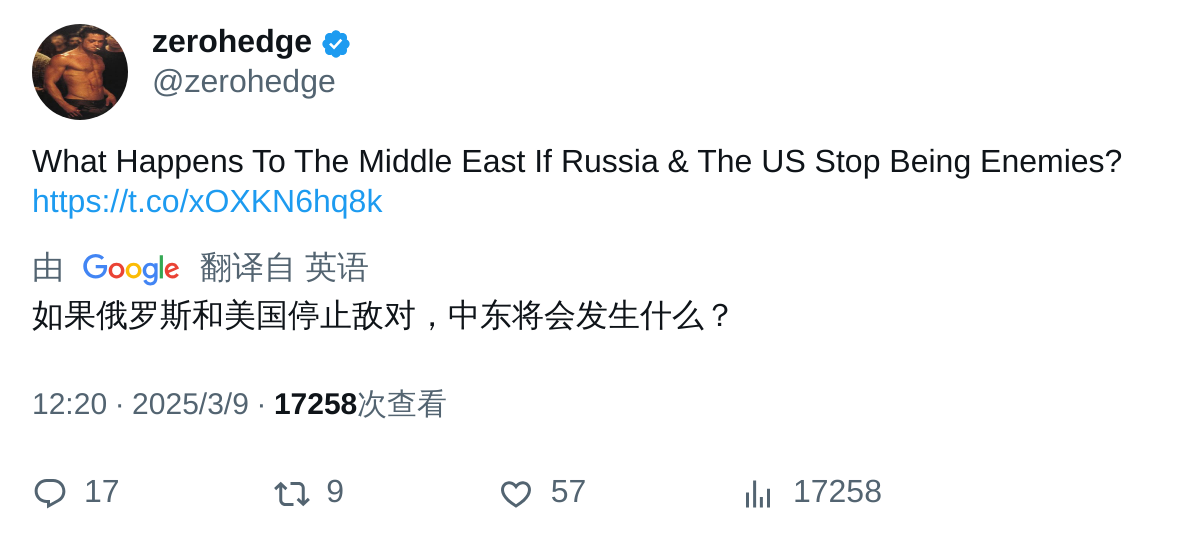 zerohedge
@zerohedge
What Happens To The Middle East If Russia & The US Stop Being Enemies?
https://t.co/xOXKN6hq8k
由 Google 翻译自 英语
如果俄罗斯和美国停止敌对，中东将会发生什么？
12:20 · 2025/3/9 · 17258次查看
17 9 57 17258